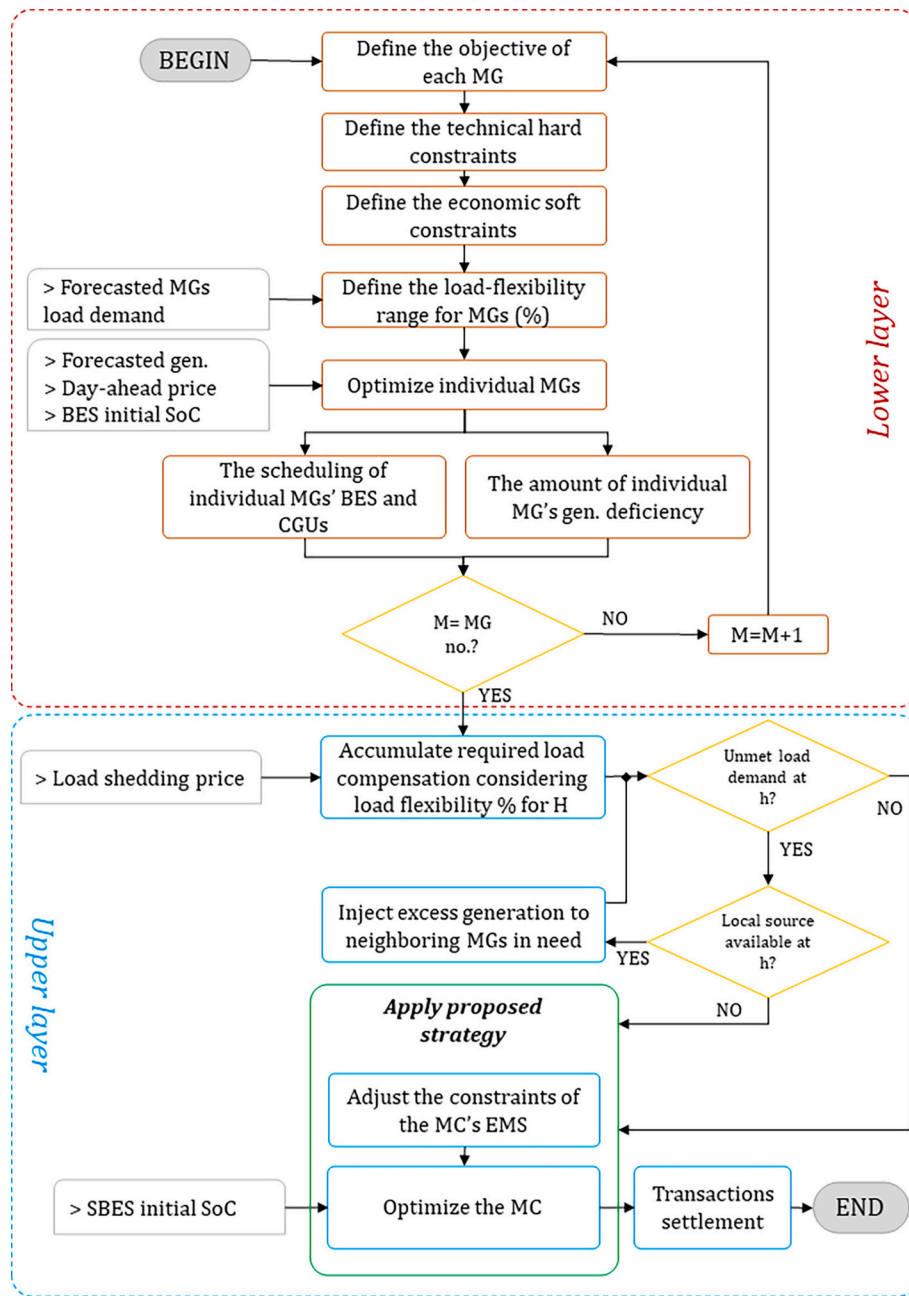 BEGIN
Define the objective of
each MG
Define the technical hard
constraints
Define the economic soft
constraints
> Forecasted MGs
load demand
Define the load-flexibility
range for MGs (%)
> Forecasted gen.
> Day-ahead price
> BES initial SoC
Optimize individual MGs
The scheduling of
individual MGs' BES and
CGUs
The amount of individual
MG's gen. deficiency
M= MG
no.?
NO
M=M+1
YES
Lower layer
> Load shedding price
Accumulate required load
compensation considering
load flexibility % for H
Unmet load
demand at
h?
NO
YES
Inject excess generation to
neighboring MGs in need
YES
Local source
available at
h?
NO
Upper layer
Apply proposed
strategy
Adjust the constraints of
the MC's EMS
> SBES initial SoC
Optimize the MC
Transactions
settlement
END